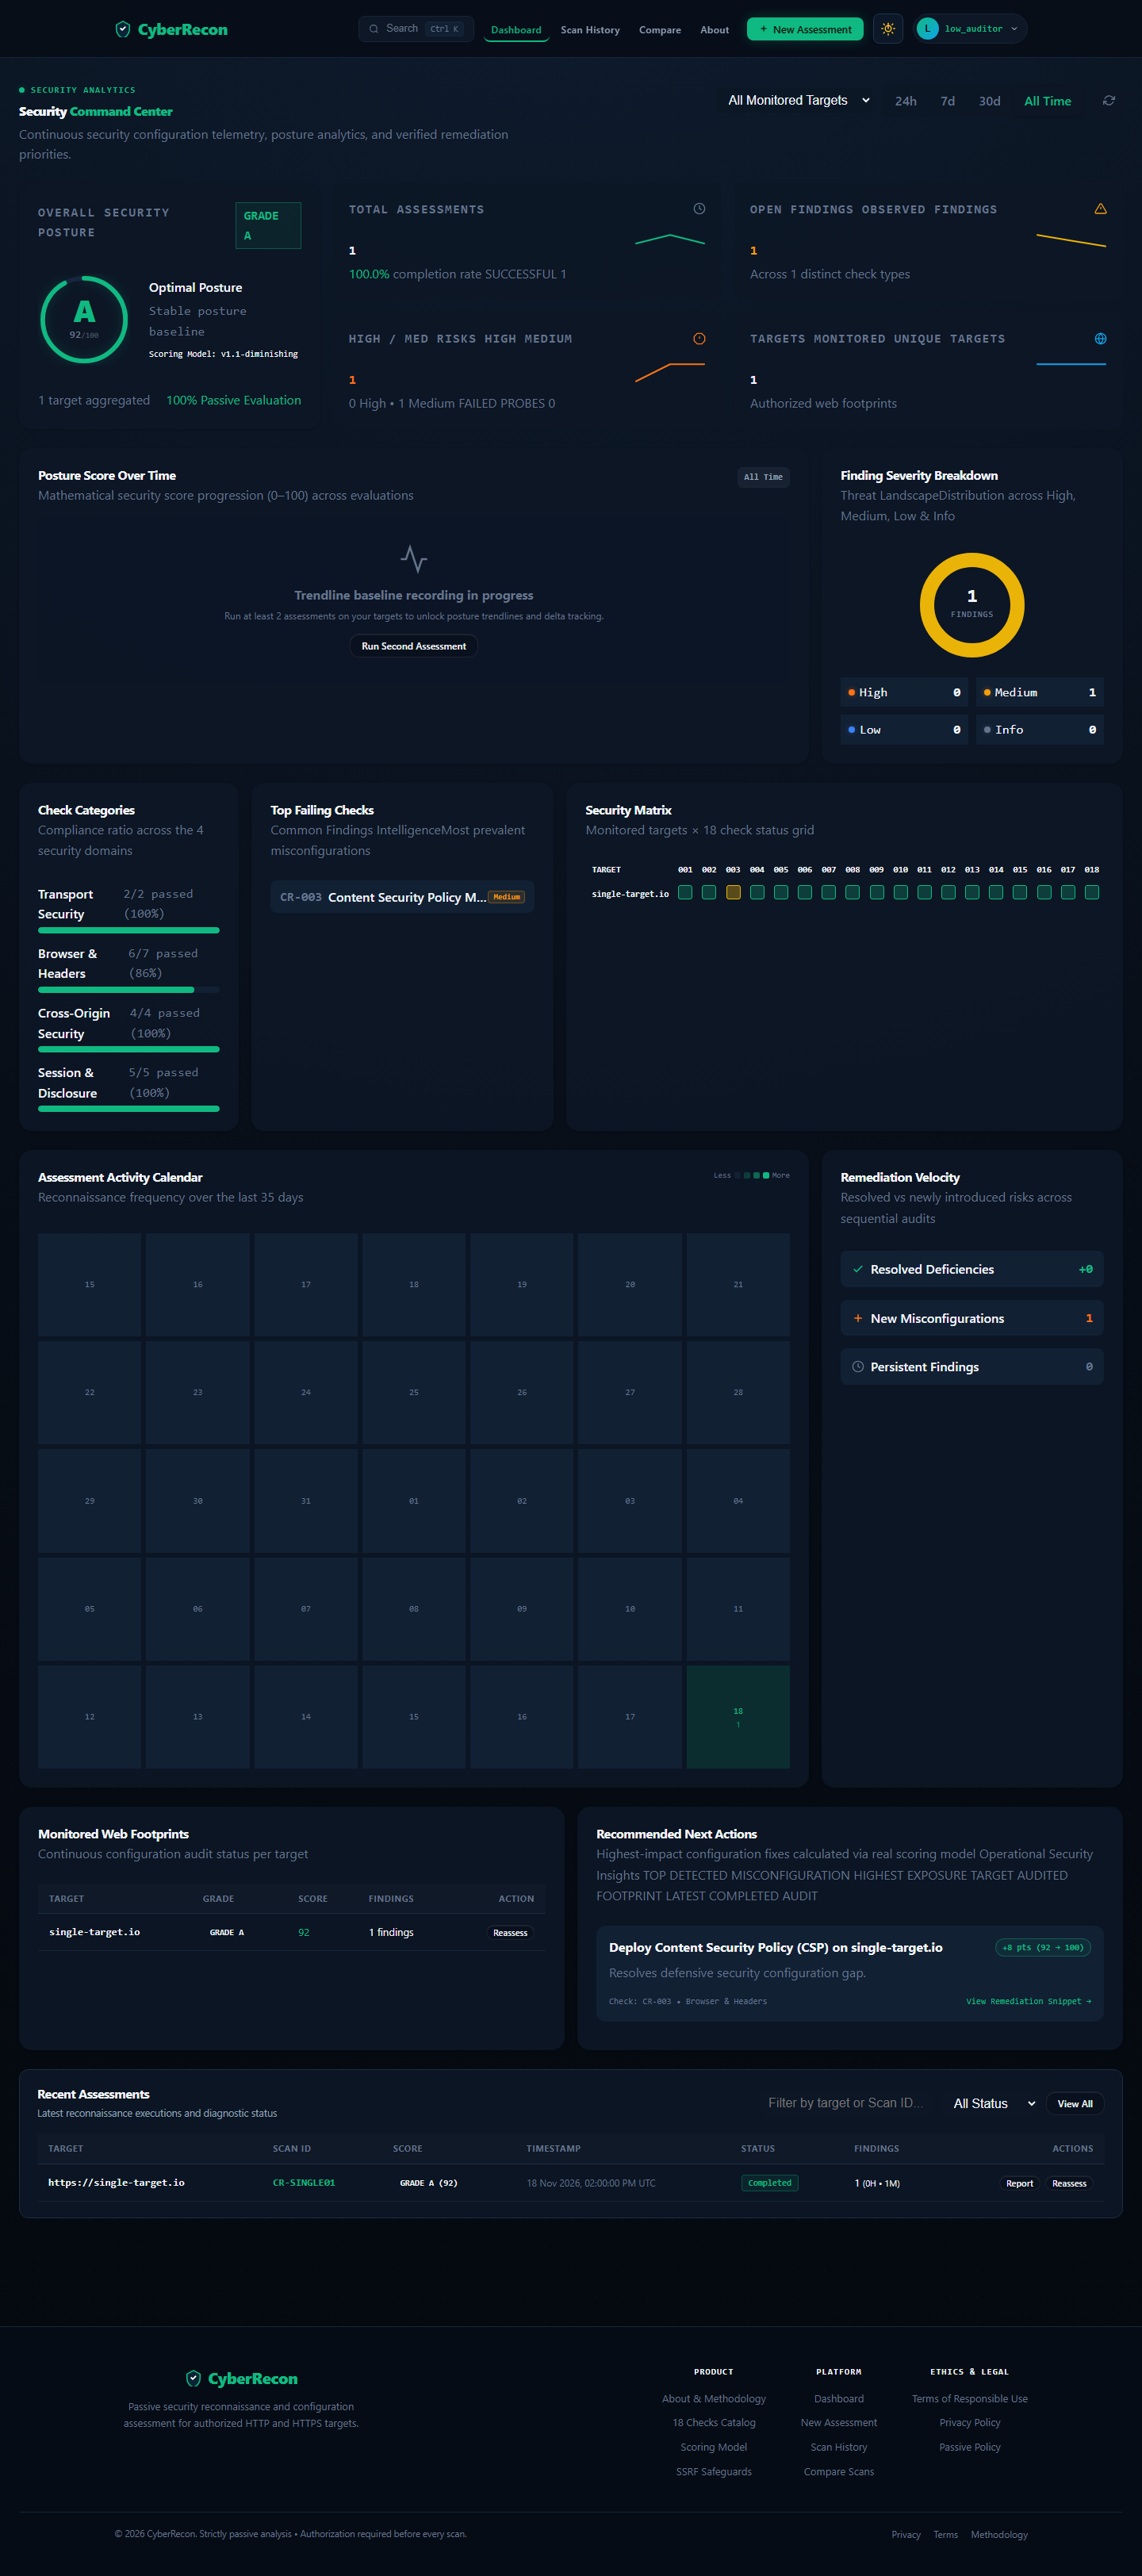 CyberRecon
Search Ctrl K
Dashboard
Scan History
Compare
About
+ New Assessment
L low_auditor
SECURITY ANALYTICS
Security Command Center
Continuous security configuration telemetry, posture analytics, and verified remediation
priorities.
All Monitored Targets
24h 7d 30d All Time
OVERALL SECURITY
POSTURE
GRADE
A
A
92/100
Optimal Posture
Stable posture
baseline
Scoring Model: v1.1-diminishing
1 target aggregated 100% Passive Evaluation
TOTAL ASSESSMENTS
1
100.0% completion rate SUCCESSFUL 1
OPEN FINDINGS OBSERVED FINDINGS
1
Across 1 distinct check types
HIGH / MED RISKS HIGH MEDIUM
1
0 High • 1 Medium FAILED PROBES 0
TARGETS MONITORED UNIQUE TARGETS
1
Authorized web footprints
Posture Score Over Time
Mathematical security score progression (0–100) across evaluations
All Time
Trendline baseline recording in progress
Run at least 2 assessments on your targets to unlock posture trendlines and delta tracking.
Run Second Assessment
Finding Severity Breakdown
Threat LandscapeDistribution across High,
Medium, Low & Info
1
FINDINGS
High 0
Medium 1
Low 0
Info 0
Check Categories
Compliance ratio across the 4
security domains
Transport
Security
2/2 passed
(100%)
Browser &
Headers
6/7 passed
(86%)
Cross-Origin
Security
4/4 passed
(100%)
Session &
Disclosure
5/5 passed
(100%)
Top Failing Checks
Common Findings IntelligenceMost prevalent
misconfigurations
CR-003 Content Security Policy M... Medium
Security Matrix
Monitored targets × 18 check status grid
TARGET 001 002 003 004 005 006 007 008 009 010 011 012 013 014 015 016 017 018
single-target.io
Assessment Activity Calendar
Reconnaissance frequency over the last 35 days
Less More
15 16 17 18 19 20 21
22 23 24 25 26 27 28
29 30 31 01 02 03 04
05 06 07 08 09 10 11
12 13 14 15 16 17 18
1
Remediation Velocity
Resolved vs newly introduced risks across
sequential audits
Resolved Deficiencies +0
New Misconfigurations 1
Persistent Findings 0
Monitored Web Footprints
Continuous configuration audit status per target
TARGET GRADE SCORE FINDINGS ACTION
single-target.io GRADE A 92 1 findings Reassess
Recommended Next Actions
Highest-impact configuration fixes calculated via real scoring model Operational Security
Insights TOP DETECTED MISCONFIGURATION HIGHEST EXPOSURE TARGET AUDITED
FOOTPRINT LATEST COMPLETED AUDIT
Deploy Content Security Policy (CSP) on single-target.io
+8 pts (92 → 100)
Resolves defensive security configuration gap.
Check: CR-003 • Browser & Headers
View Remediation Snippet →
Recent Assessments
Latest reconnaissance executions and diagnostic status
Filter by target or Scan ID...
All Status
View All
TARGET SCAN ID SCORE TIMESTAMP STATUS FINDINGS ACTIONS
https://single-target.io CR-SINGLE01 GRADE A (92) 18 Nov 2026, 02:00:00 PM UTC Completed 1 (0H • 1M) Report Reassess
CyberRecon
Passive security reconnaissance and configuration
assessment for authorized HTTP and HTTPS targets.
PRODUCT
About & Methodology
18 Checks Catalog
Scoring Model
SSRF Safeguards
PLATFORM
Dashboard
New Assessment
Scan History
Compare Scans
ETHICS & LEGAL
Terms of Responsible Use
Privacy Policy
Passive Policy
© 2026 CyberRecon. Strictly passive analysis • Authorization required before every scan.
Privacy Terms Methodology